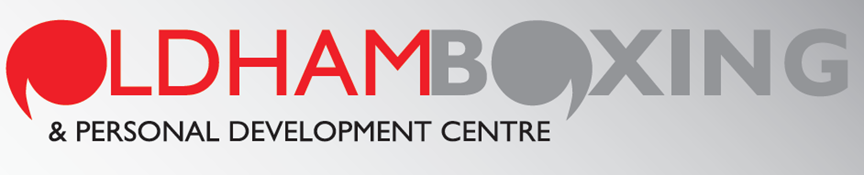 OLDHAMBOXING
& PERSONAL DEVELOPMENT CENTRE